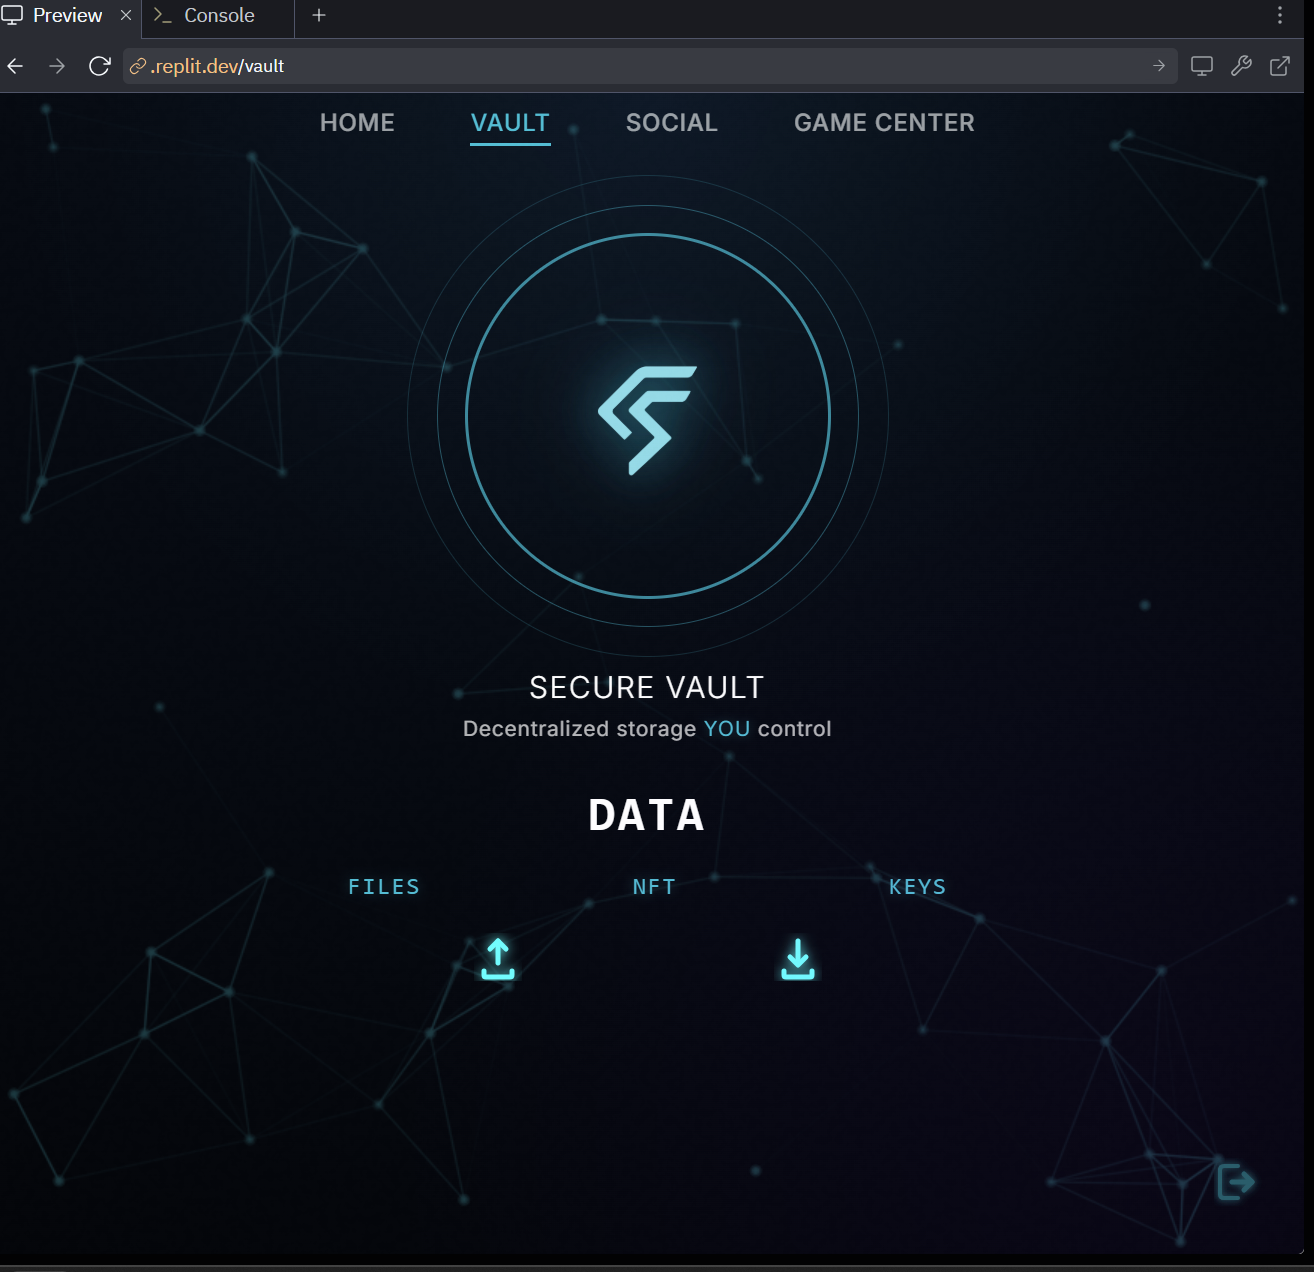 Preview
Console
.replit.dev/vault
HOME VAULT SOCIAL GAME CENTER
SECURE VAULT
Decentralized storage YOU control
DATA
FILES NFT KEYS